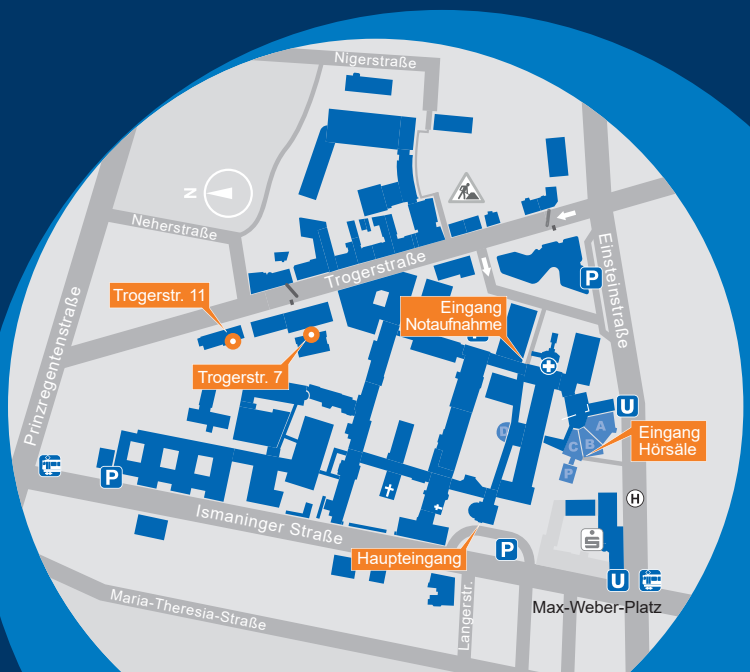 Nigerstraße
N
Neherstraße
Trogerstraße
Einsteinstraße
P
Trogerstr. 11
Eingang
Notaufnahme
Prinzregentenstraße
Trogerstr. 7
U
A
B
C
D
P
Eingang
Hörsäle
P
H
Ismaninger Straße
S
Haupteingang
P
U
Max-Weber-Platz
Langerstr.
Maria-Theresia-Straße